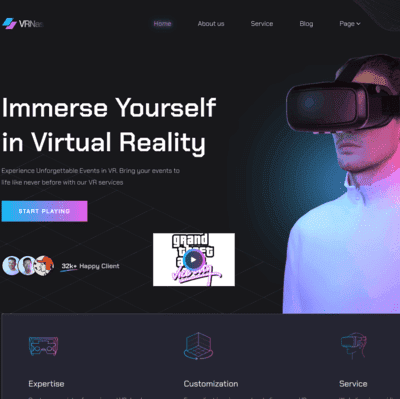 VRNas
Home About us Service Blog Page
Immerse Yourself
in Virtual Reality
Experience Unforgettable Events in VR. Bring your events to
life like never before with our VR services
START PLAYING
32k+ Happy Client
grand
theft
auto
vice city
Expertise Customization Service